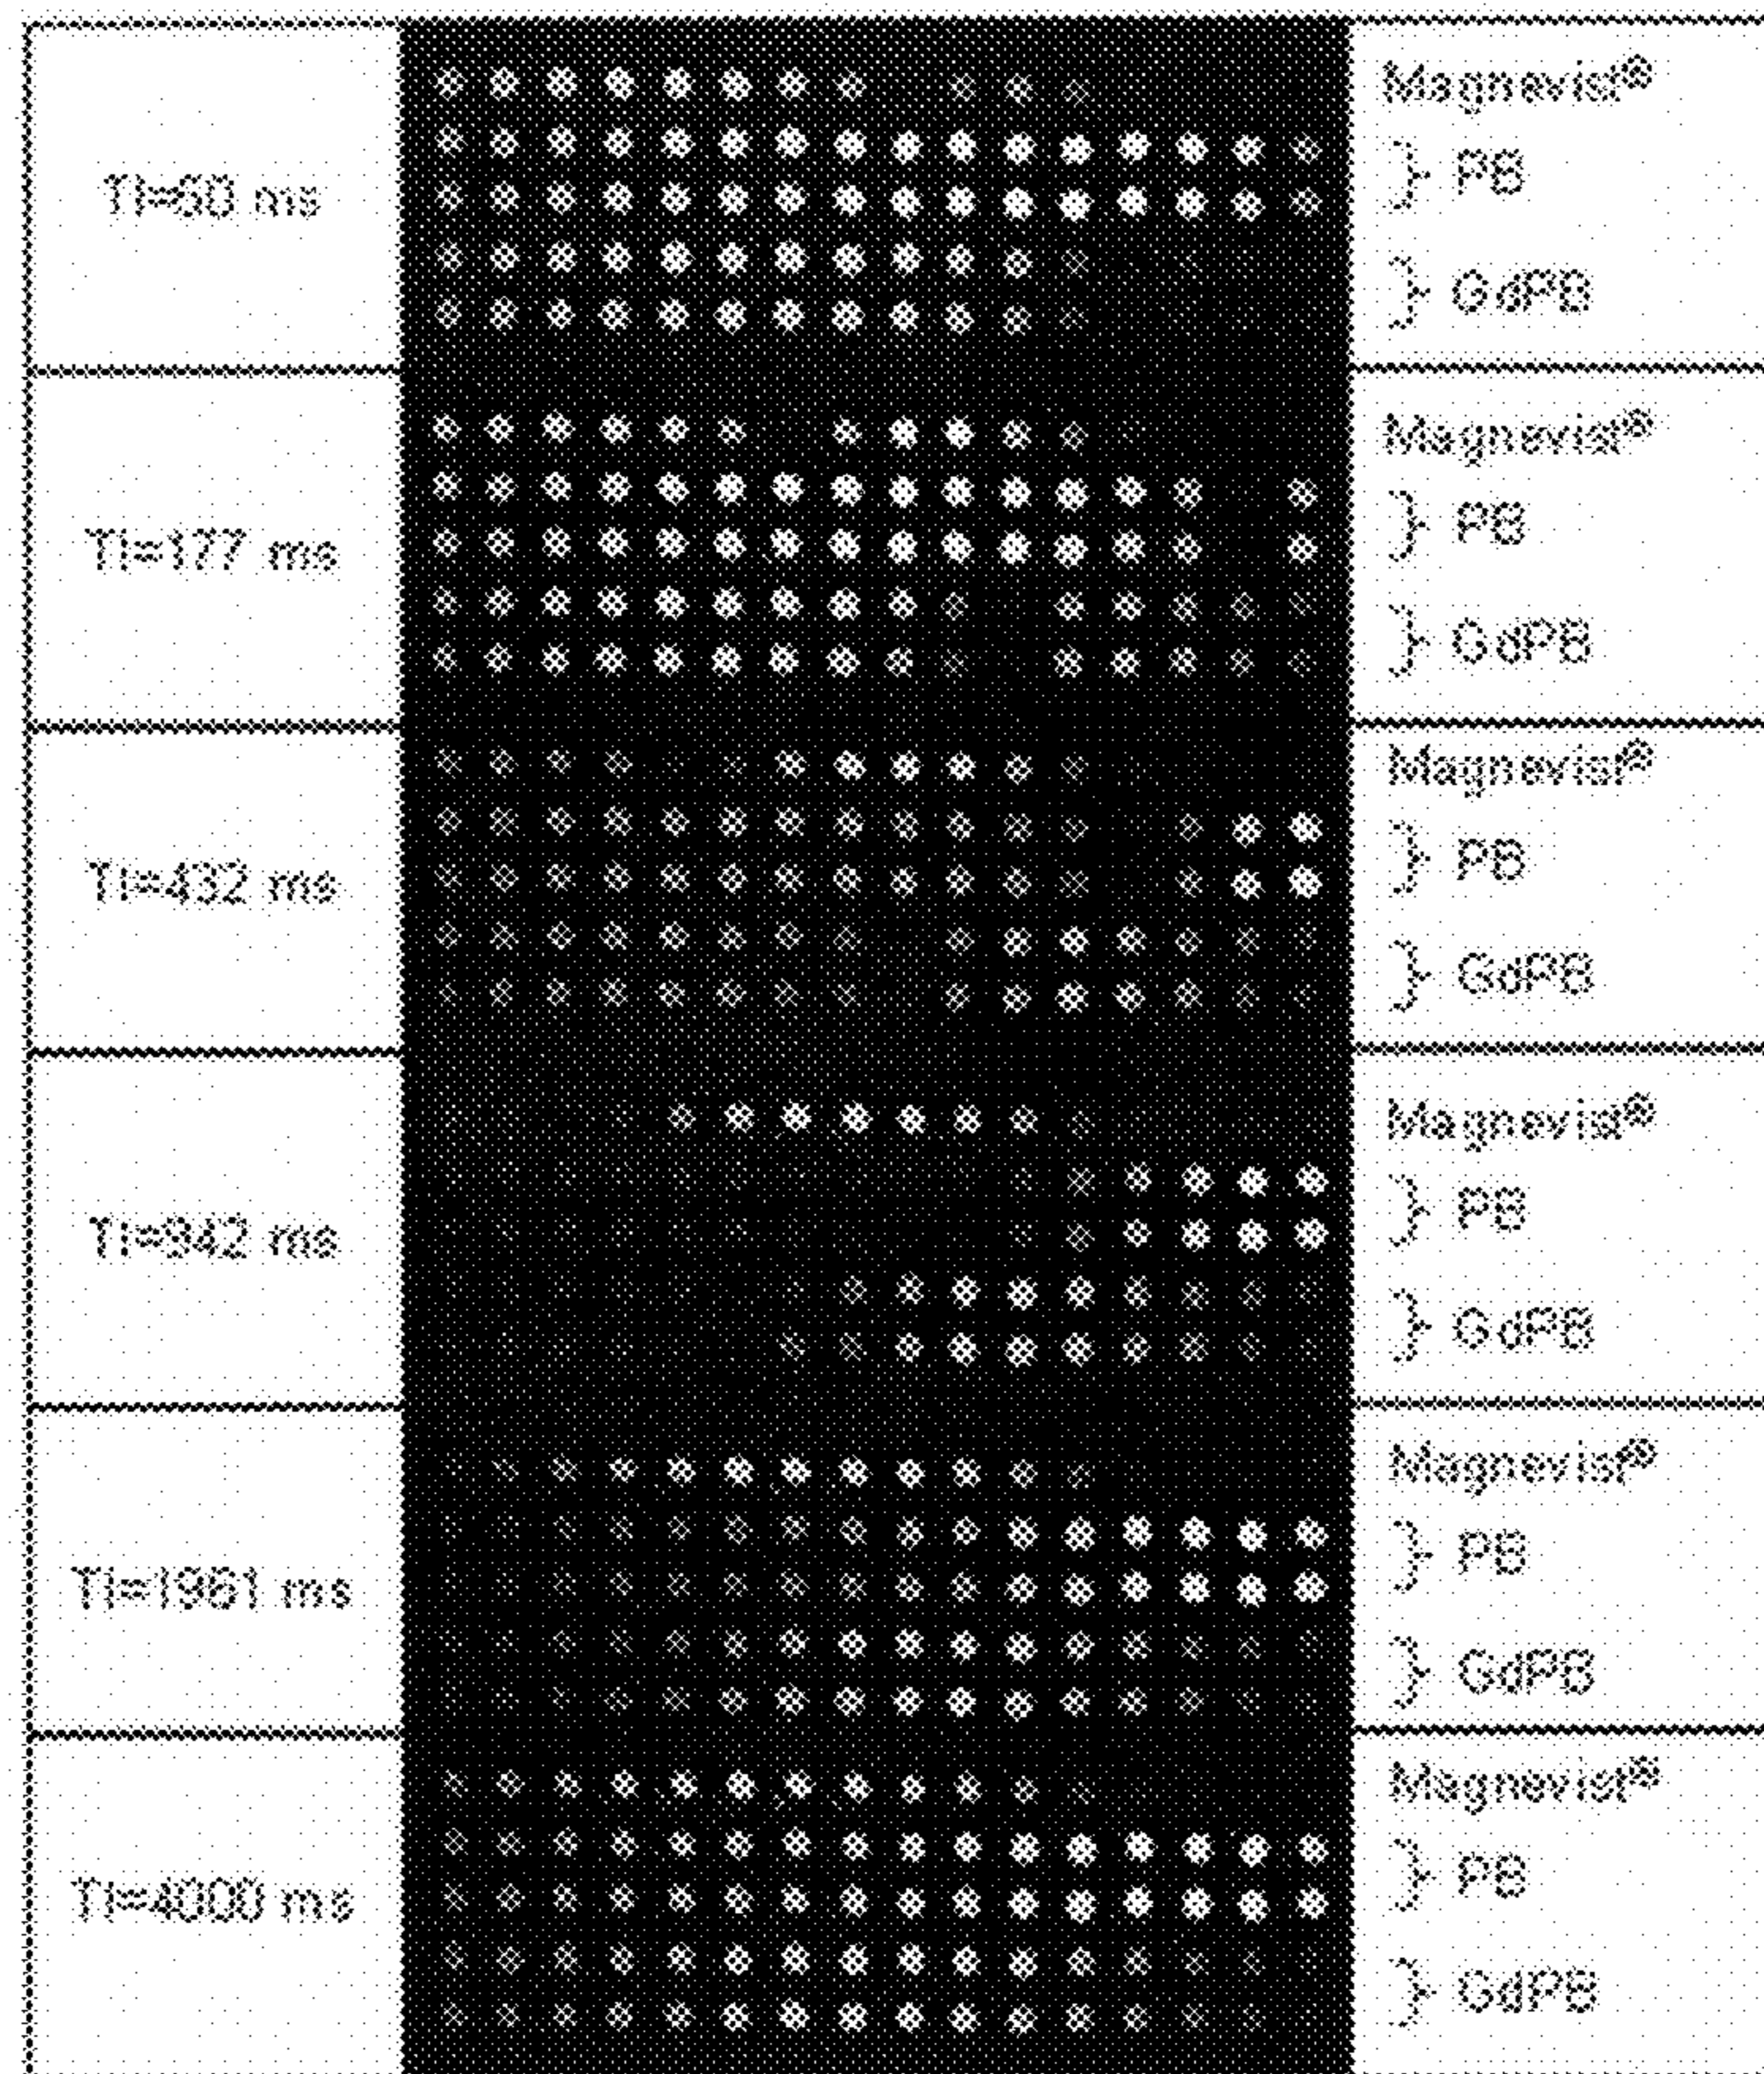 TI=50 ms
Magnevist®
} PB
} GdPB
TI=177 ms
Magnevist®
} PB
} GdPB
TI=432 ms
Magnevist®
} PB
} GdPB
TI=942 ms
Magnevist®
} PB
} GdPB
TI=1961 ms
Magnevist®
} PB
} GdPB
TI=4000 ms
Magnevist®
} PB
} GdPB